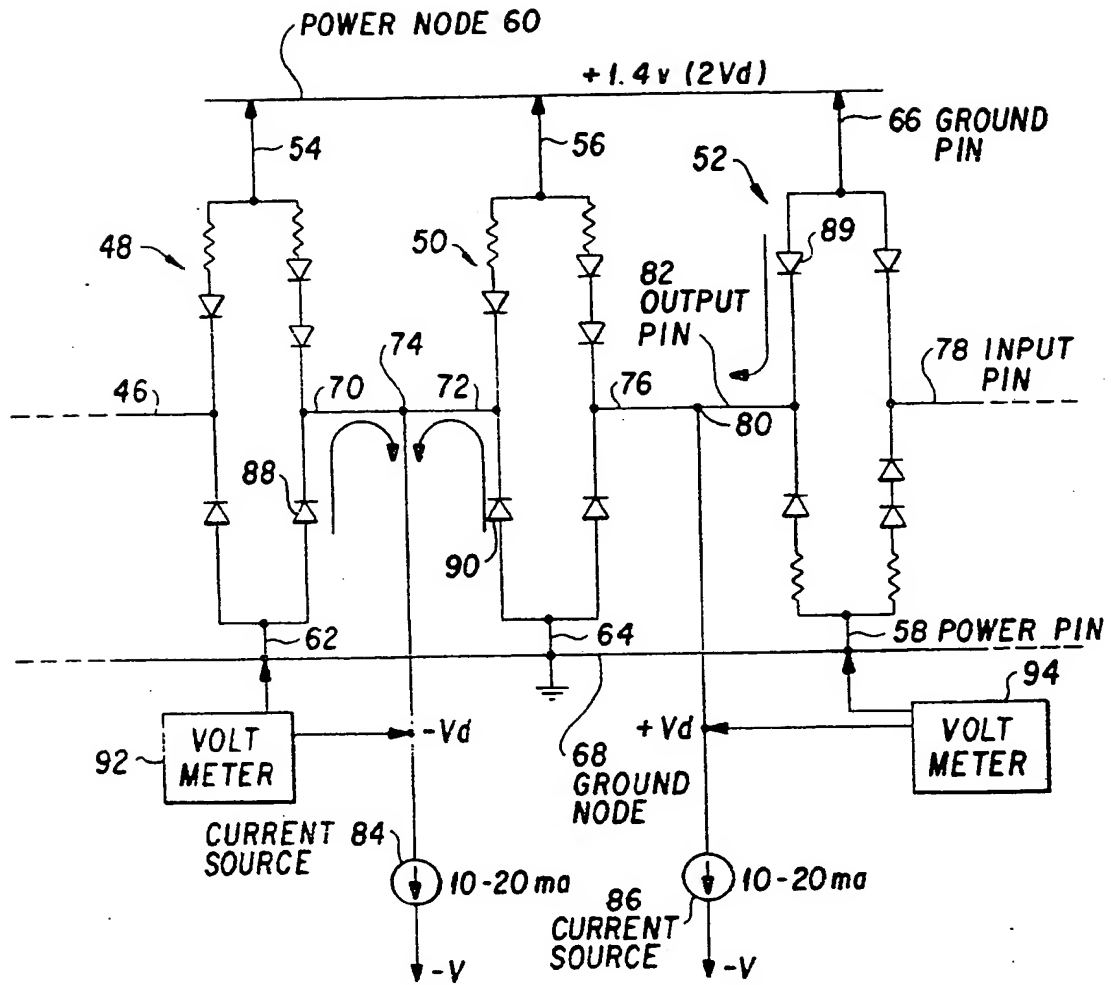 POWER NODE 60
+1.4v (2Vd)
54
56
66 GROUND
PIN
48
50
52
89
82
OUTPUT
PIN
74
46
70
72
76
80
78 INPUT
PIN
88
90
62
64
58 POWER PIN
94
92
VOLT
METER
-Vd
+Vd
68
GROUND
NODE
VOLT
METER
CURRENT 84
SOURCE
10-20ma
86
CURRENT
SOURCE
10-20ma
-V
-V